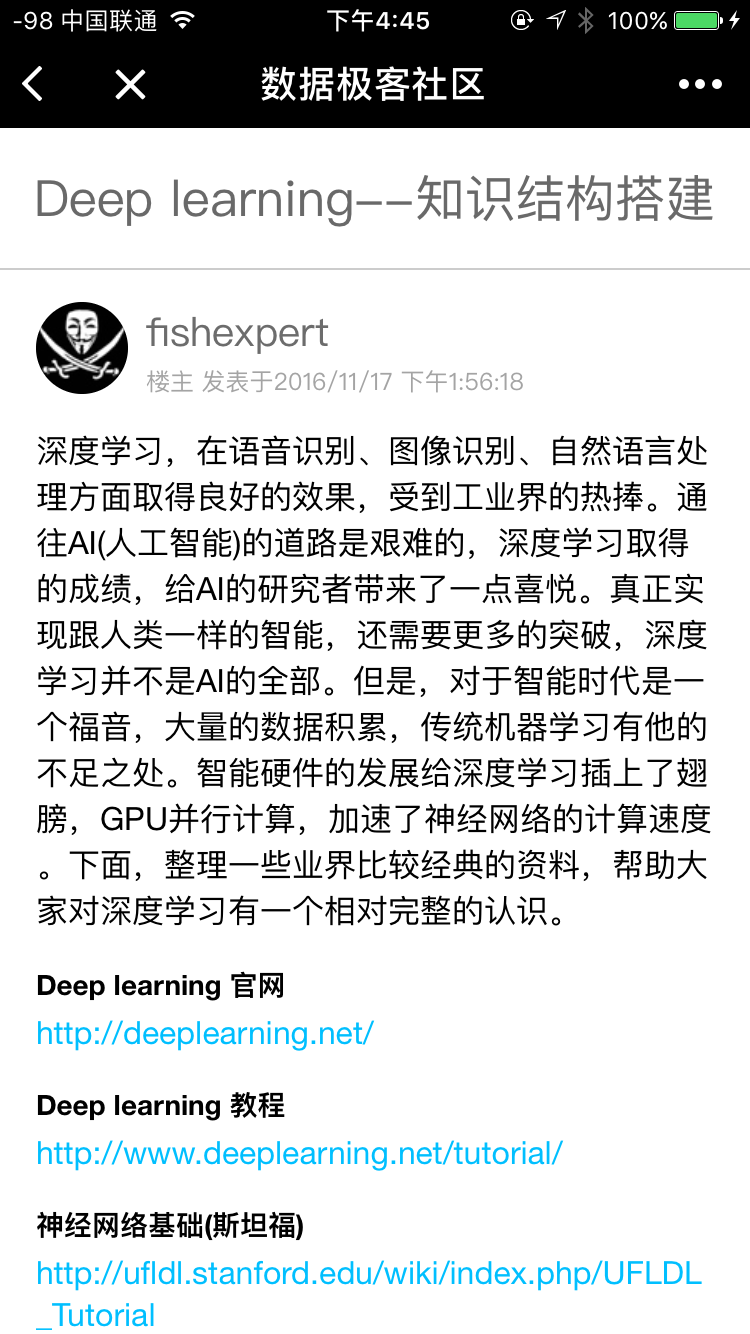 -98 中国联通 下午4:45 100%
数据极客社区
Deep learning--知识结构搭建
fishexpert
楼主 发表于2016/11/17 下午1:56:18
深度学习，在语音识别、图像识别、自然语言处
理方面取得良好的效果，受到工业界的热捧。通
往AI(人工智能)的道路是艰难的，深度学习取得
的成绩，给AI的研究者带来了一点喜悦。真正实
现跟人类一样的智能，还需要更多的突破，深度
学习并不是AI的全部。但是，对于智能时代是一
个福音，大量的数据积累，传统机器学习有他的
不足之处。智能硬件的发展给深度学习插上了翅
膀，GPU并行计算，加速了神经网络的计算速度
。下面，整理一些业界比较经典的资料，帮助大
家对深度学习有一个相对完整的认识。
Deep learning 官网
http://deeplearning.net/
Deep learning 教程
http://www.deeplearning.net/tutorial/
神经网络基础(斯坦福)
http://ufldl.stanford.edu/wiki/index.php/UFLDL
_Tutorial